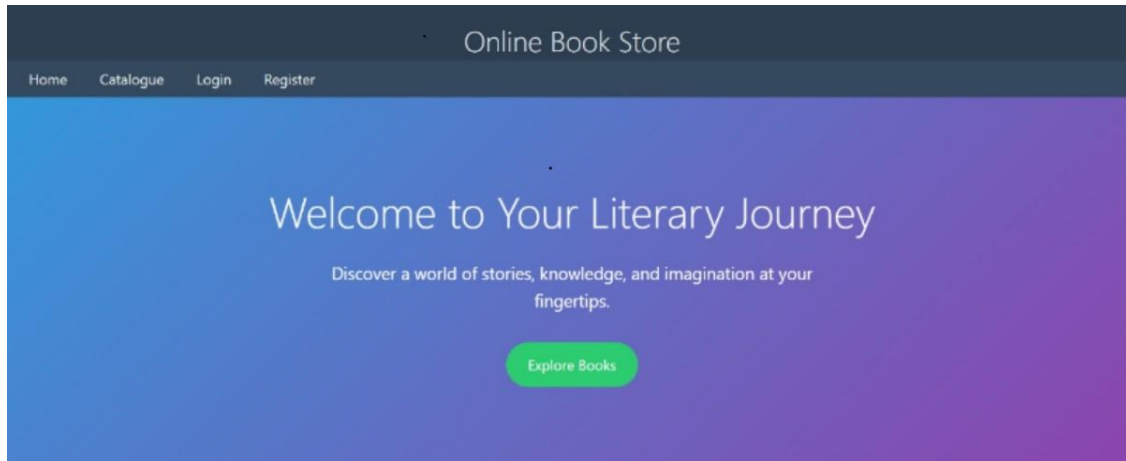 Online Book Store
Home Catalogue Login Register
Welcome to Your Literary Journey
Discover a world of stories, knowledge, and imagination at your
fingertips.
Explore Books